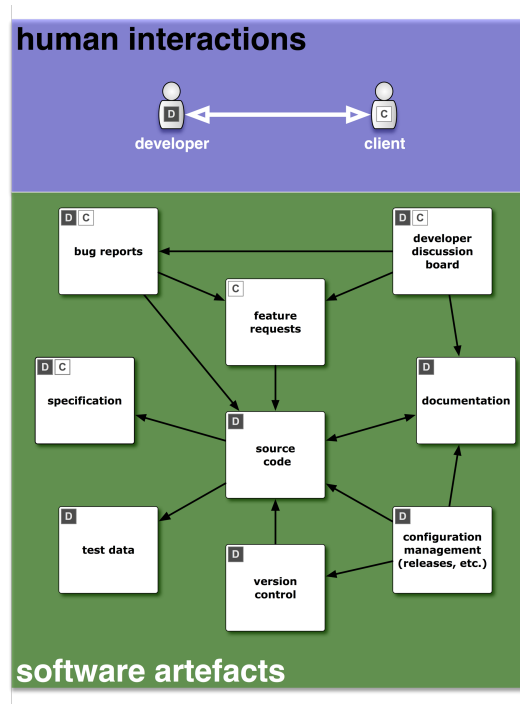 human interactions
D
C
developer
client
D C
bug reports
D C
developer
discussion
board
C
feature
requests
D C
specification
D
documentation
D
source
code
D
test data
D
configuration
management
(releases, etc.)
D
version
control
software artefacts